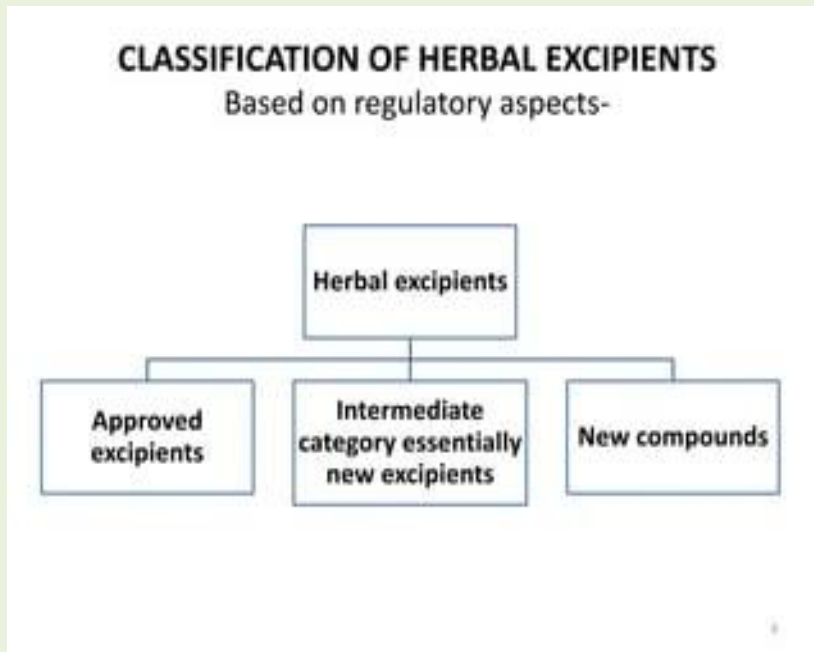 CLASSIFICATION OF HERBAL EXCIPIENTS
Based on regulatory aspects-
Herbal excipients
Approved
excipients
Intermediate
category essentially
new excipients
New compounds